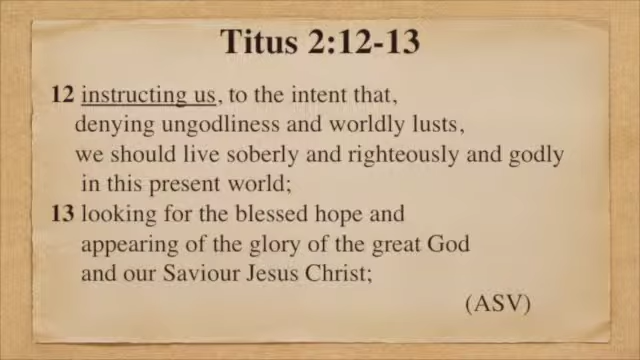 Titus 2:12-13
12 instructing us, to the intent that,
denying ungodliness and worldly lusts,
we should live soberly and righteously and godly
in this present world;
13 looking for the blessed hope and
appearing of the glory of the great God
and our Saviour Jesus Christ;
(ASV)